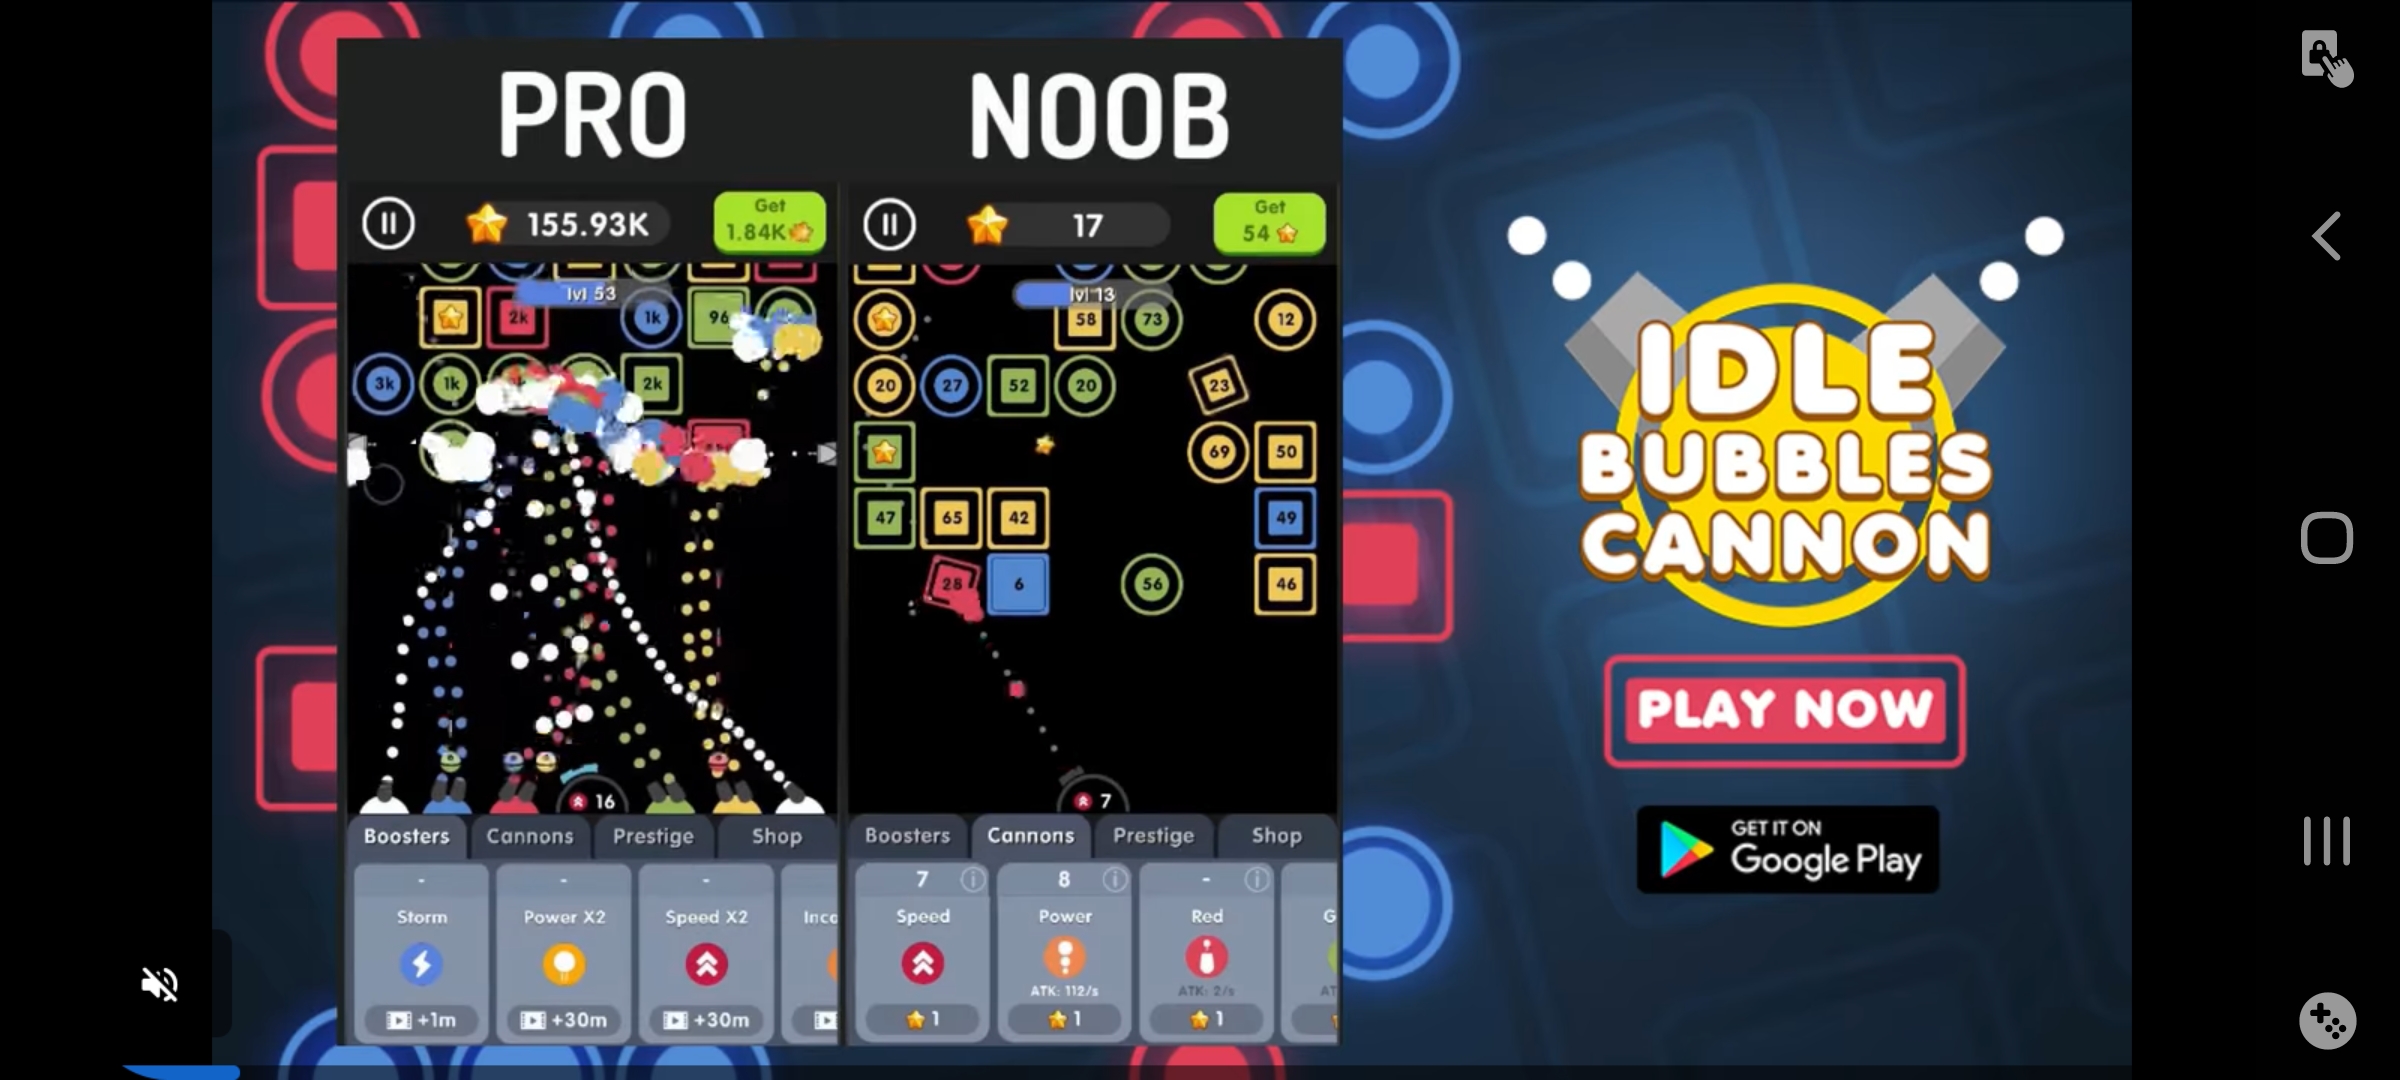 PRO
NOOB
155.93K
Get
1.84K
17
Get
54
lvl 53
2k
1k
96
3k
1k
2k
16
lvl 13
58
73
12
20
27
52
20
23
69
50
47
65
42
49
28
6
56
46
7
Boosters
Cannons
Prestige
Shop
-
-
-
Storm
Power X2
Speed X2
+1m
+30m
+30m
Boosters
Cannons
Prestige
Shop
7
8
-
Speed
Power
Red
ATK: 112/s
ATK: 2/s
1
1
1
IDLE
BUBBLES
CANNON
PLAY NOW
GET IT ON
Google Play